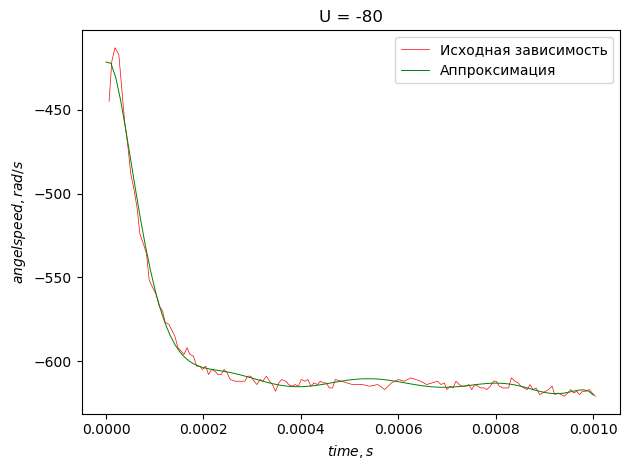 U = -80
Исходная зависимость
Аппроксимация
−450
−500
−550
−600
angelspeed, rad/s
0.0000
0.0002
0.0004
0.0006
0.0008
0.0010
time, s